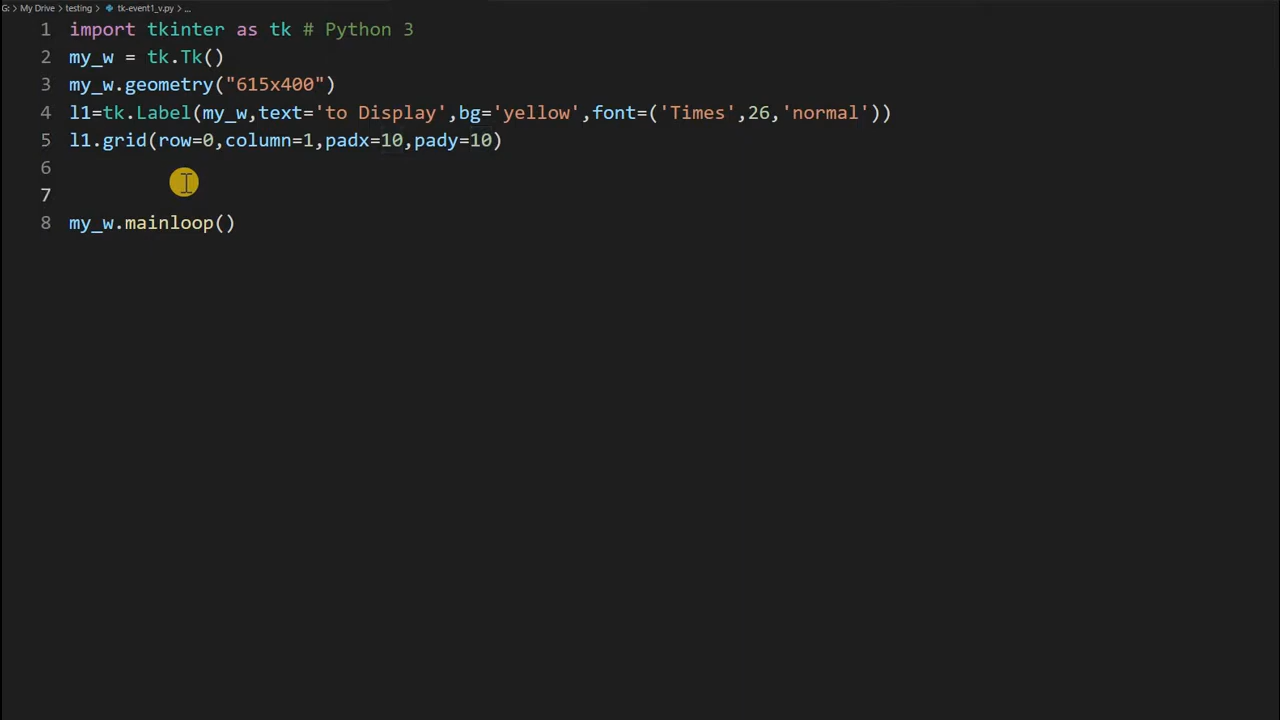 G: > My Drive > testing > tk-event1_v.py > ...
1 import tkinter as tk # Python 3
2 my_w = tk.Tk()
3 my_w.geometry("615x400")
4 l1=tk.Label(my_w,text='to Display',bg='yellow',font=('Times',26,'normal'))
5 l1.grid(row=0,column=1,padx=10,pady=10)
6
7
8 my_w.mainloop()